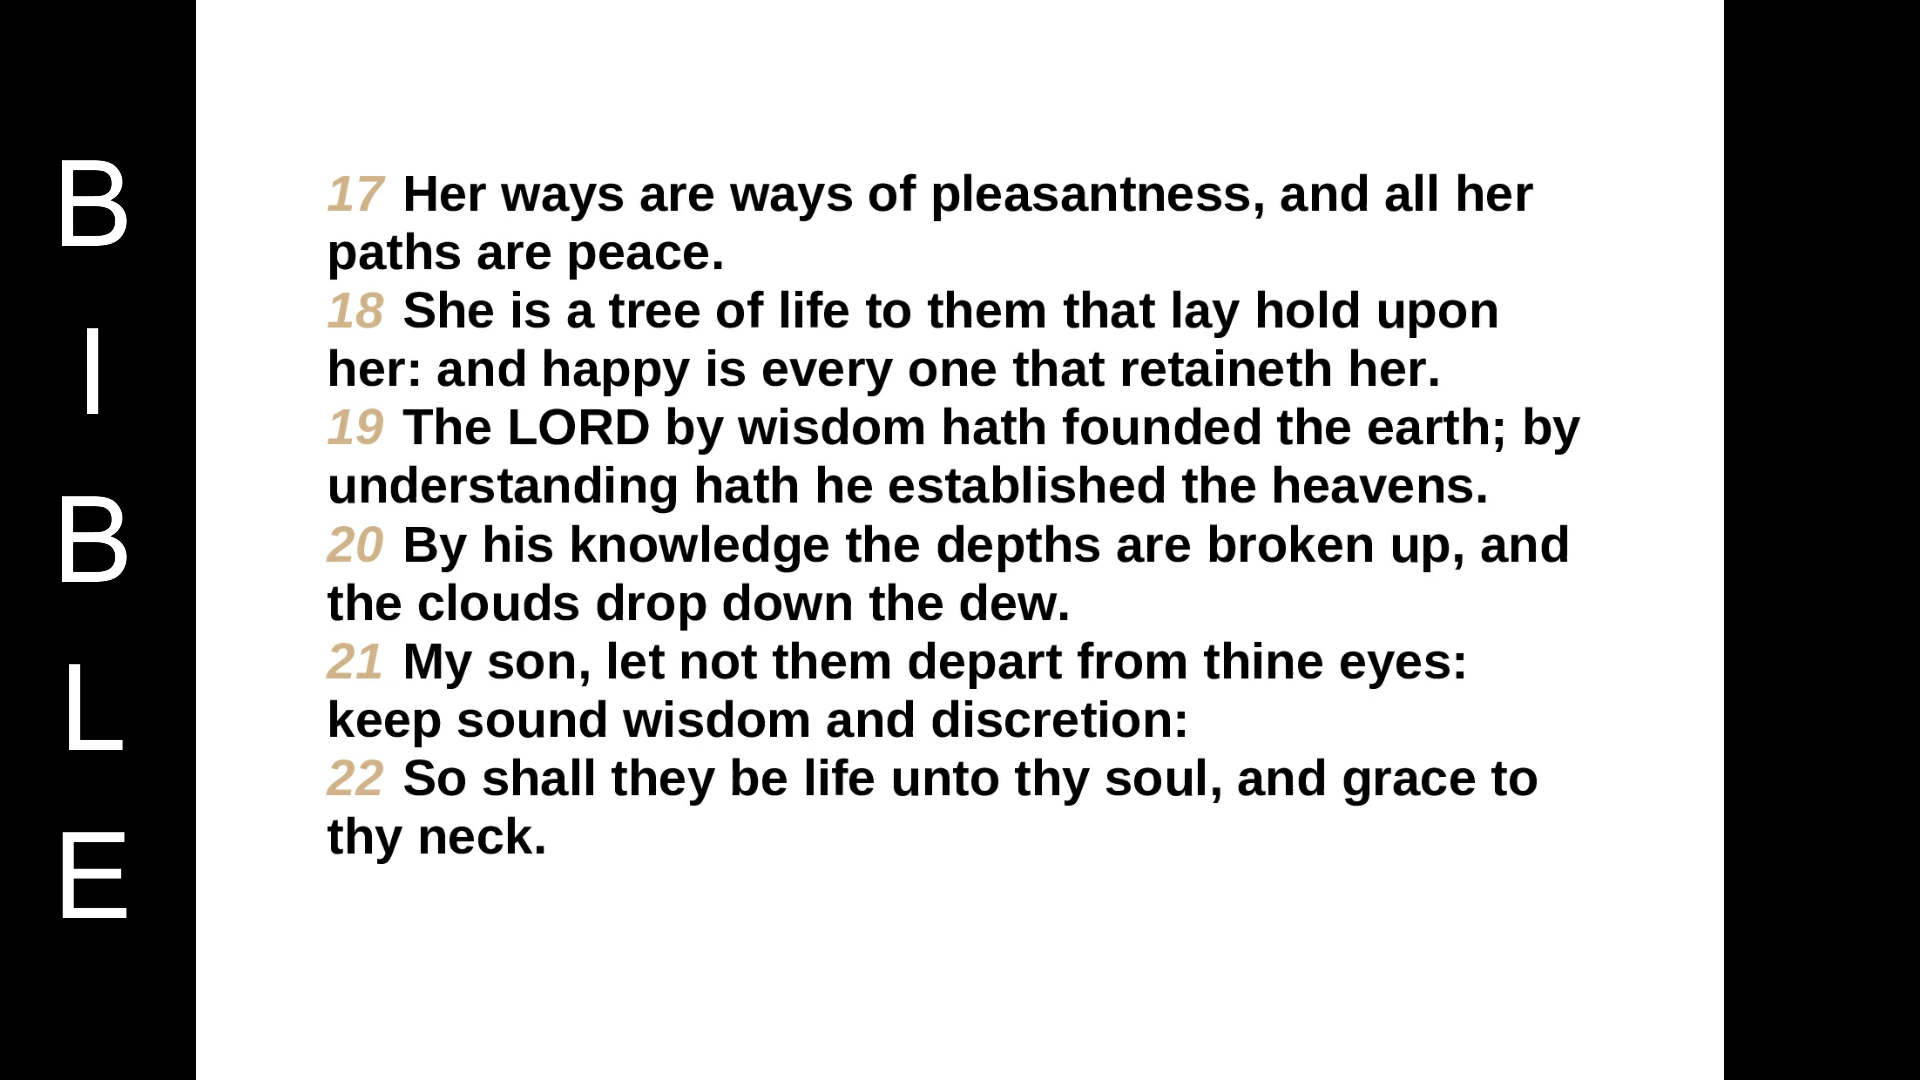 B
I
B
L
E
17 Her ways are ways of pleasantness, and all her
paths are peace.
18 She is a tree of life to them that lay hold upon
her: and happy is every one that retaineth her.
19 The LORD by wisdom hath founded the earth; by
understanding hath he established the heavens.
20 By his knowledge the depths are broken up, and
the clouds drop down the dew.
21 My son, let not them depart from thine eyes:
keep sound wisdom and discretion:
22 So shall they be life unto thy soul, and grace to
thy neck.